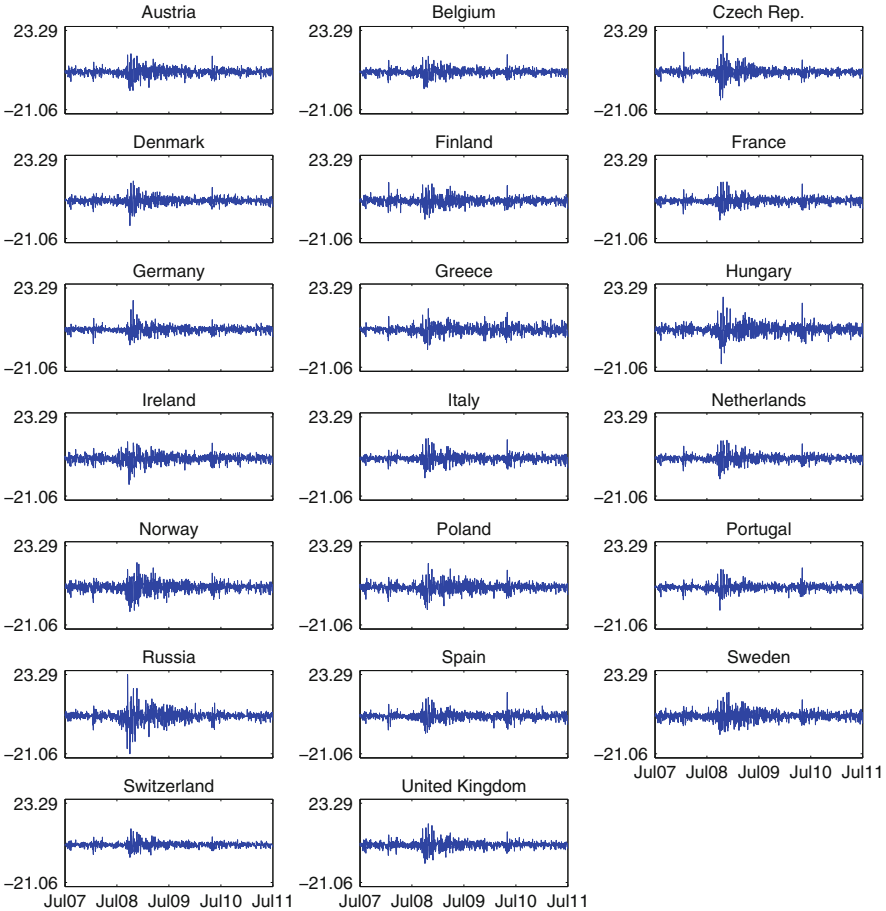 Austria Belgium Czech Rep.
23.29 23.29 23.29
−21.06 −21.06 −21.06
Denmark Finland France
23.29 23.29 23.29
−21.06 −21.06 −21.06
Germany Greece Hungary
23.29 23.29 23.29
−21.06 −21.06 −21.06
Ireland Italy Netherlands
23.29 23.29 23.29
−21.06 −21.06 −21.06
Norway Poland Portugal
23.29 23.29 23.29
−21.06 −21.06 −21.06
Russia Spain Sweden
23.29 23.29 23.29
−21.06 −21.06 −21.06
Jul07 Jul08 Jul09 Jul10 Jul11
Switzerland United Kingdom
23.29 23.29
−21.06 −21.06
Jul07 Jul08 Jul09 Jul10 Jul11 Jul07 Jul08 Jul09 Jul10 Jul11